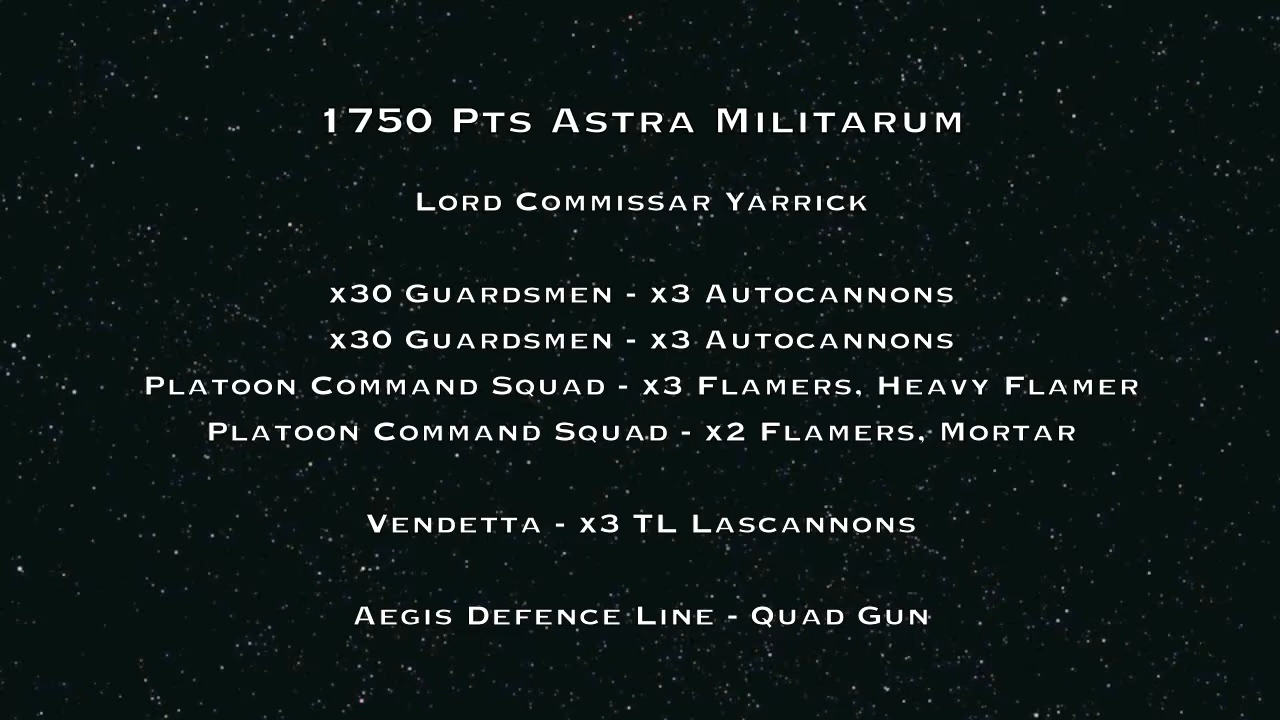 1750 Pts Astra Militarum
Lord Commissar Yarrick
x30 Guardsmen - x3 Autocannons
x30 Guardsmen - x3 Autocannons
Platoon Command Squad - x3 Flamers, Heavy Flamer
Platoon Command Squad - x2 Flamers, Mortar
Vendetta - x3 TL Lascannons
Aegis Defence Line - Quad Gun